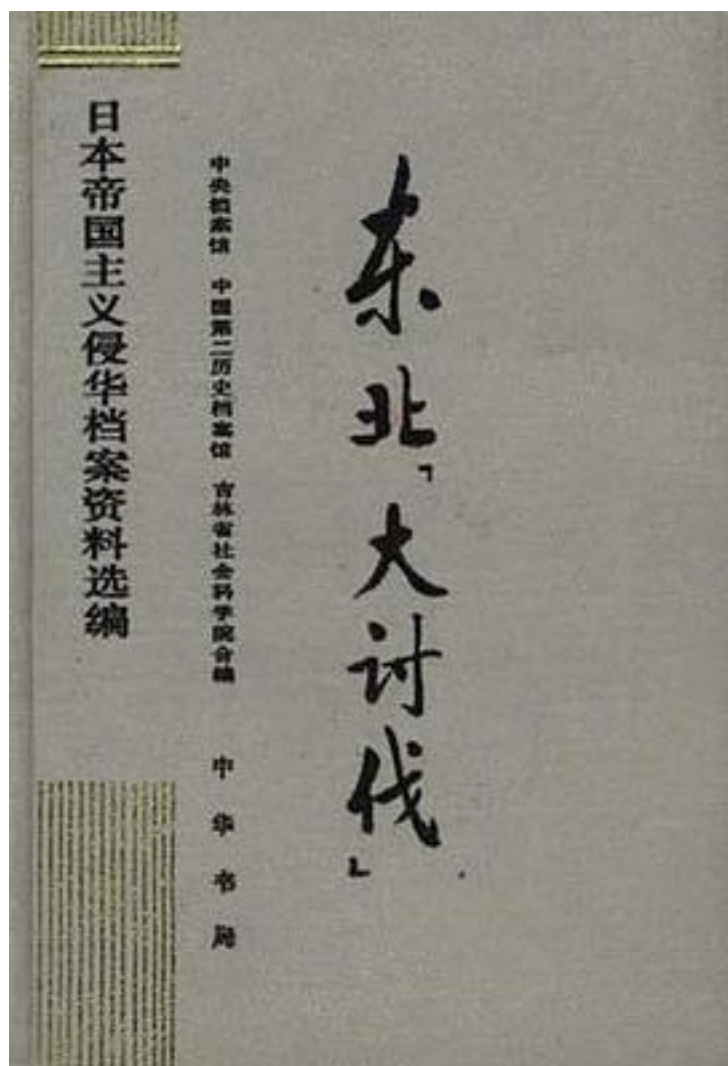 东北「大讨伐」
中央档案馆 中国第二历史档案馆 吉林省社会科学院合编 中华书局
日本帝国主义侵华档案资料选编